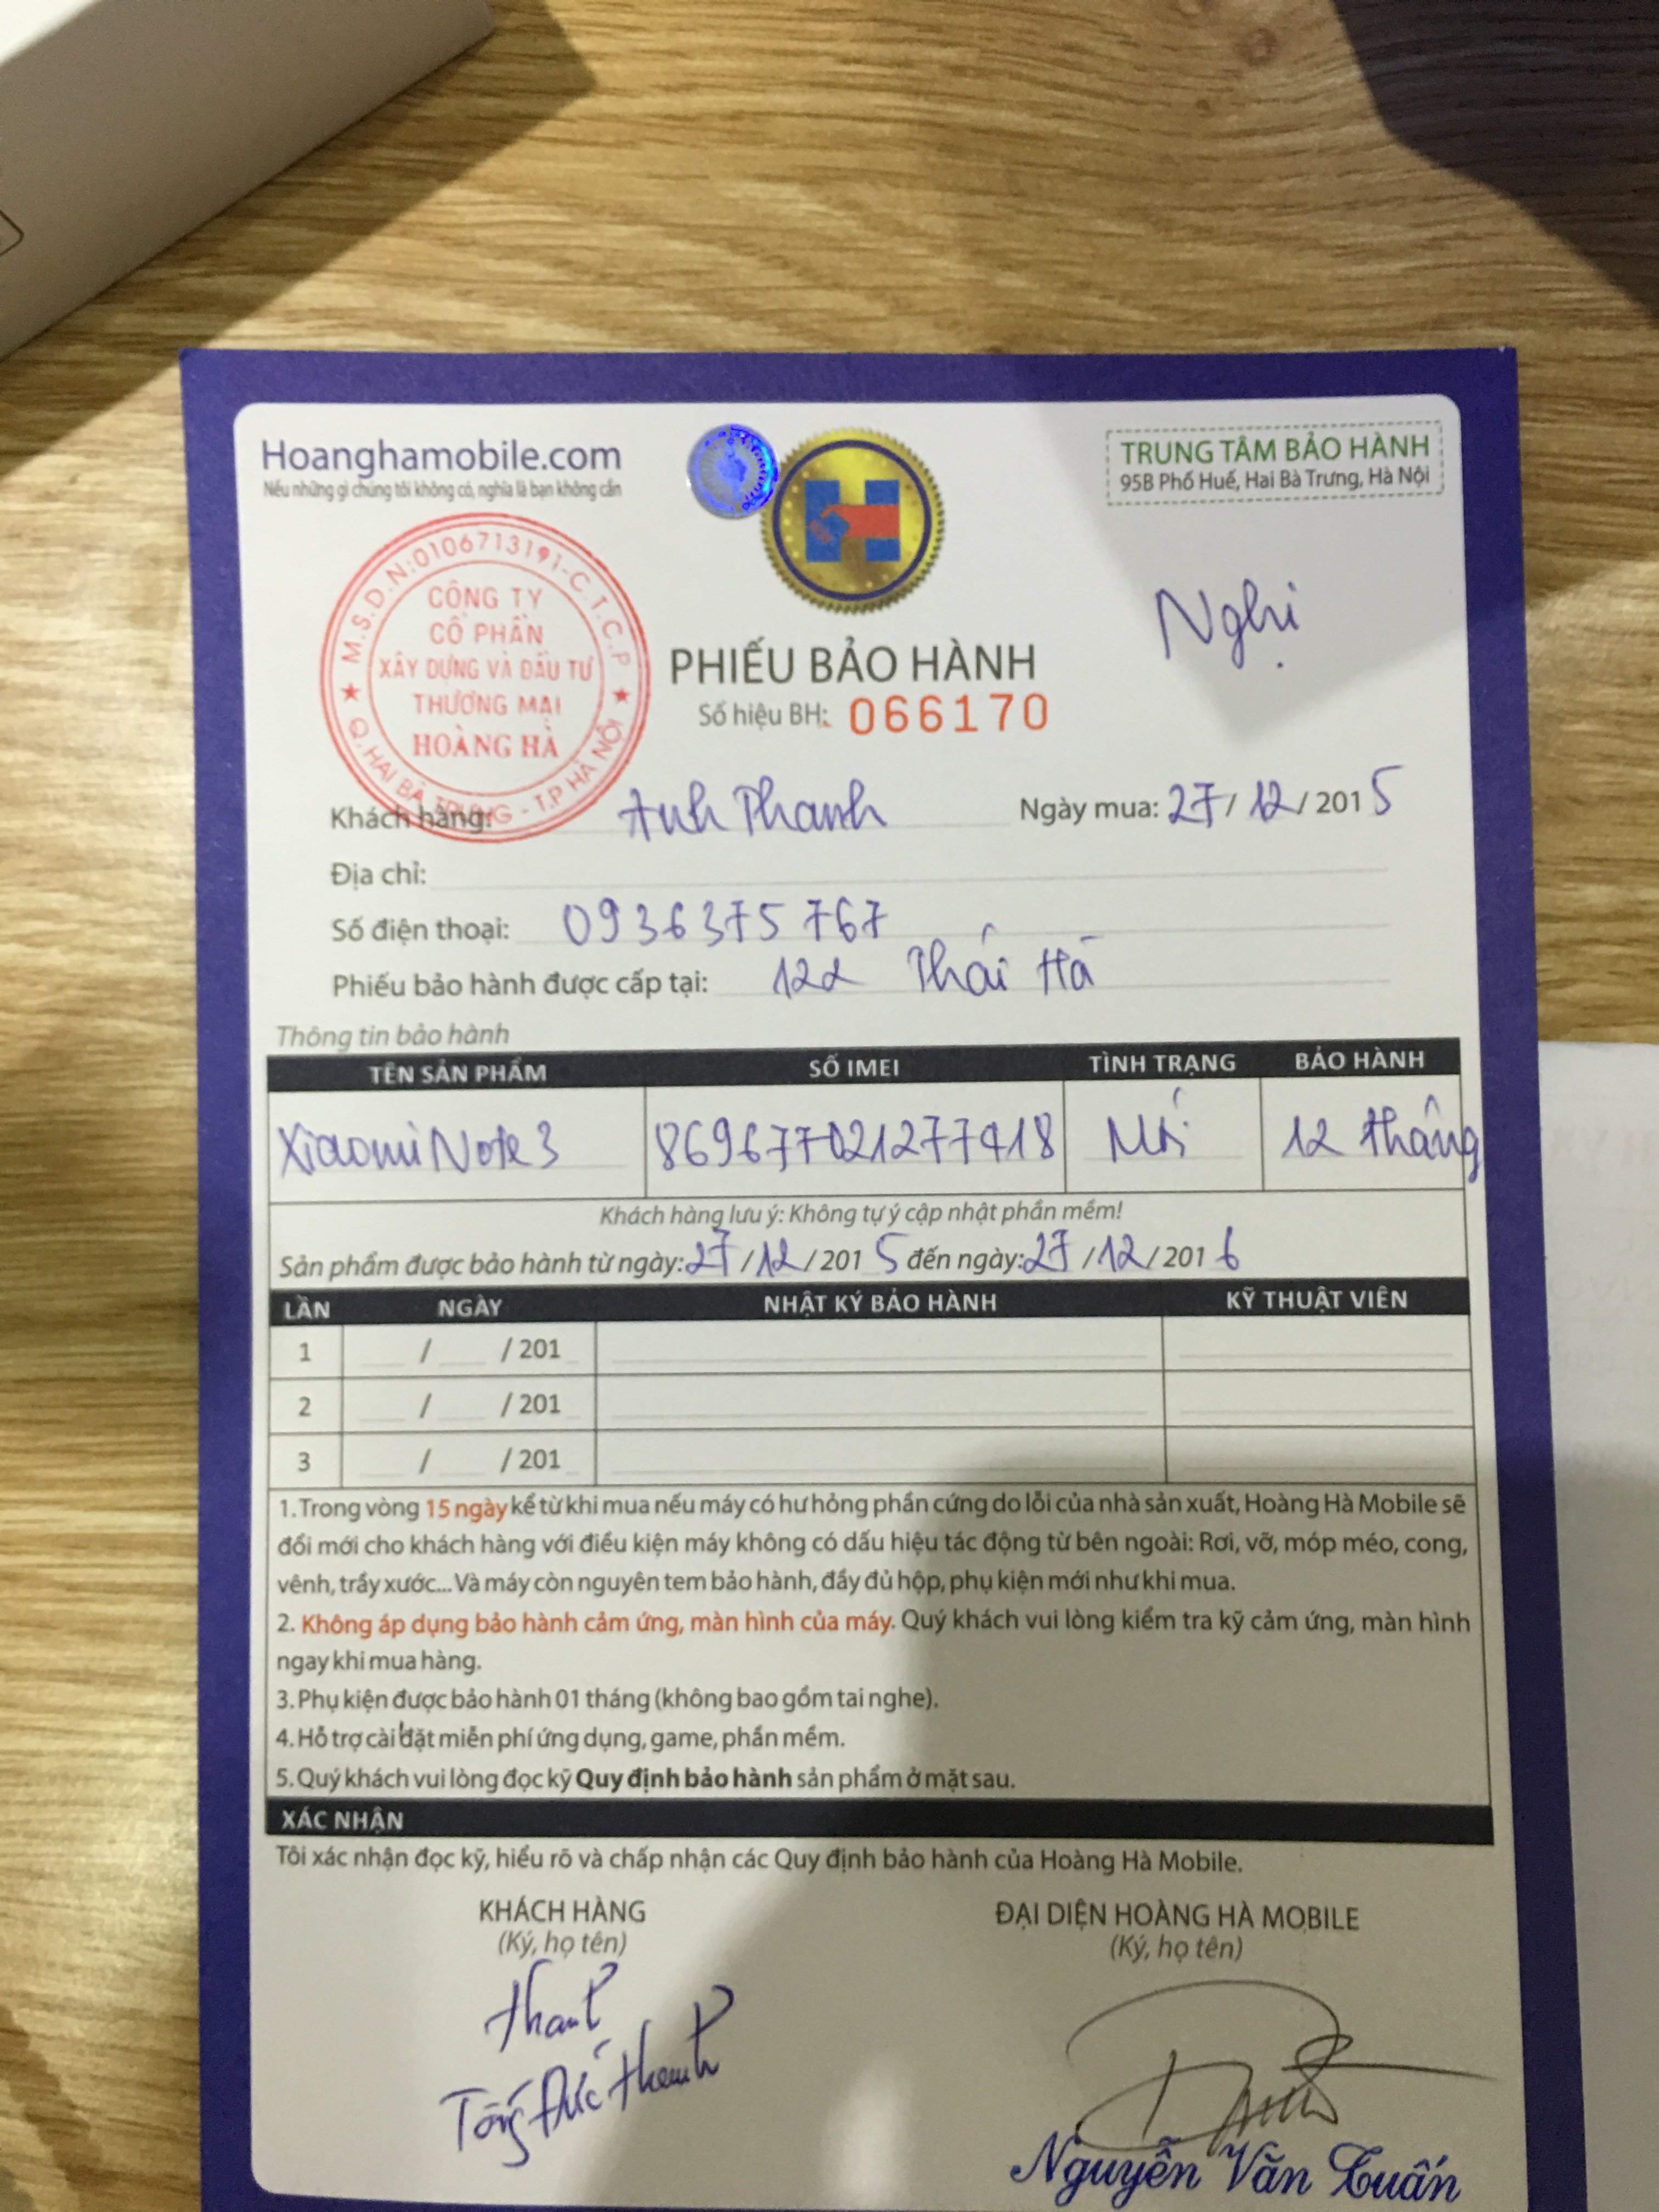 Hoanghamobile.com
Nếu những gì chúng tôi không có, nghĩa là bạn không cần
TRUNG TÂM BẢO HÀNH
95B Phố Huế, Hai Bà Trưng, Hà Nội
M.S.D.N:0106713191-C.T.C.P
CÔNG TY
CỔ PHẦN
XÂY DỰNG VÀ ĐẦU TƯ
THƯƠNG MẠI
HOÀNG HÀ
Q.HAI BÀ TRƯNG - T.P HÀ NỘI
Nghị
PHIẾU BẢO HÀNH
Số hiệu BH: 066170
Khách hàng: Anh Thanh Ngày mua: 27/12/2015
Địa chỉ:
Số điện thoại: 0936375767
Phiếu bảo hành được cấp tại: 122 Thái Hà
Thông tin bảo hành
TÊN SẢN PHẨM SỐ IMEI TÌNH TRẠNG BẢO HÀNH
Xiaomi Note 3 869677021277418 Mới 12 tháng
Khách hàng lưu ý: Không tự ý cập nhật phần mềm!
Sản phẩm được bảo hành từ ngày: 27/12/2015 đến ngày: 27/12/2016
LẦN NGÀY NHẬT KÝ BẢO HÀNH KỸ THUẬT VIÊN
1 / /201
2 / /201
3 / /201
1. Trong vòng 15 ngày kể từ khi mua nếu máy có hư hỏng phần cứng do lỗi của nhà sản xuất, Hoàng Hà Mobile sẽ
đổi mới cho khách hàng với điều kiện máy không có dấu hiệu tác động từ bên ngoài: Rơi, vỡ, móp méo, cong,
vênh, trầy xước... Và máy còn nguyên tem bảo hành, đầy đủ hộp, phụ kiện mới như khi mua.
2. Không áp dụng bảo hành cảm ứng, màn hình của máy. Quý khách vui lòng kiểm tra kỹ cảm ứng, màn hình
ngay khi mua hàng.
3. Phụ kiện được bảo hành 01 tháng (không bao gồm tai nghe).
4. Hỗ trợ cài đặt miễn phí ứng dụng, game, phần mềm.
5. Quý khách vui lòng đọc kỹ Quy định bảo hành sản phẩm ở mặt sau.
XÁC NHẬN
Tôi xác nhận đọc kỹ, hiểu rõ và chấp nhận các Quy định bảo hành của Hoàng Hà Mobile.
KHÁCH HÀNG ĐẠI DIỆN HOÀNG HÀ MOBILE
(Ký, họ tên) (Ký, họ tên)
Thanh
Tống Đức Thanh
Nguyễn Văn Tuấn